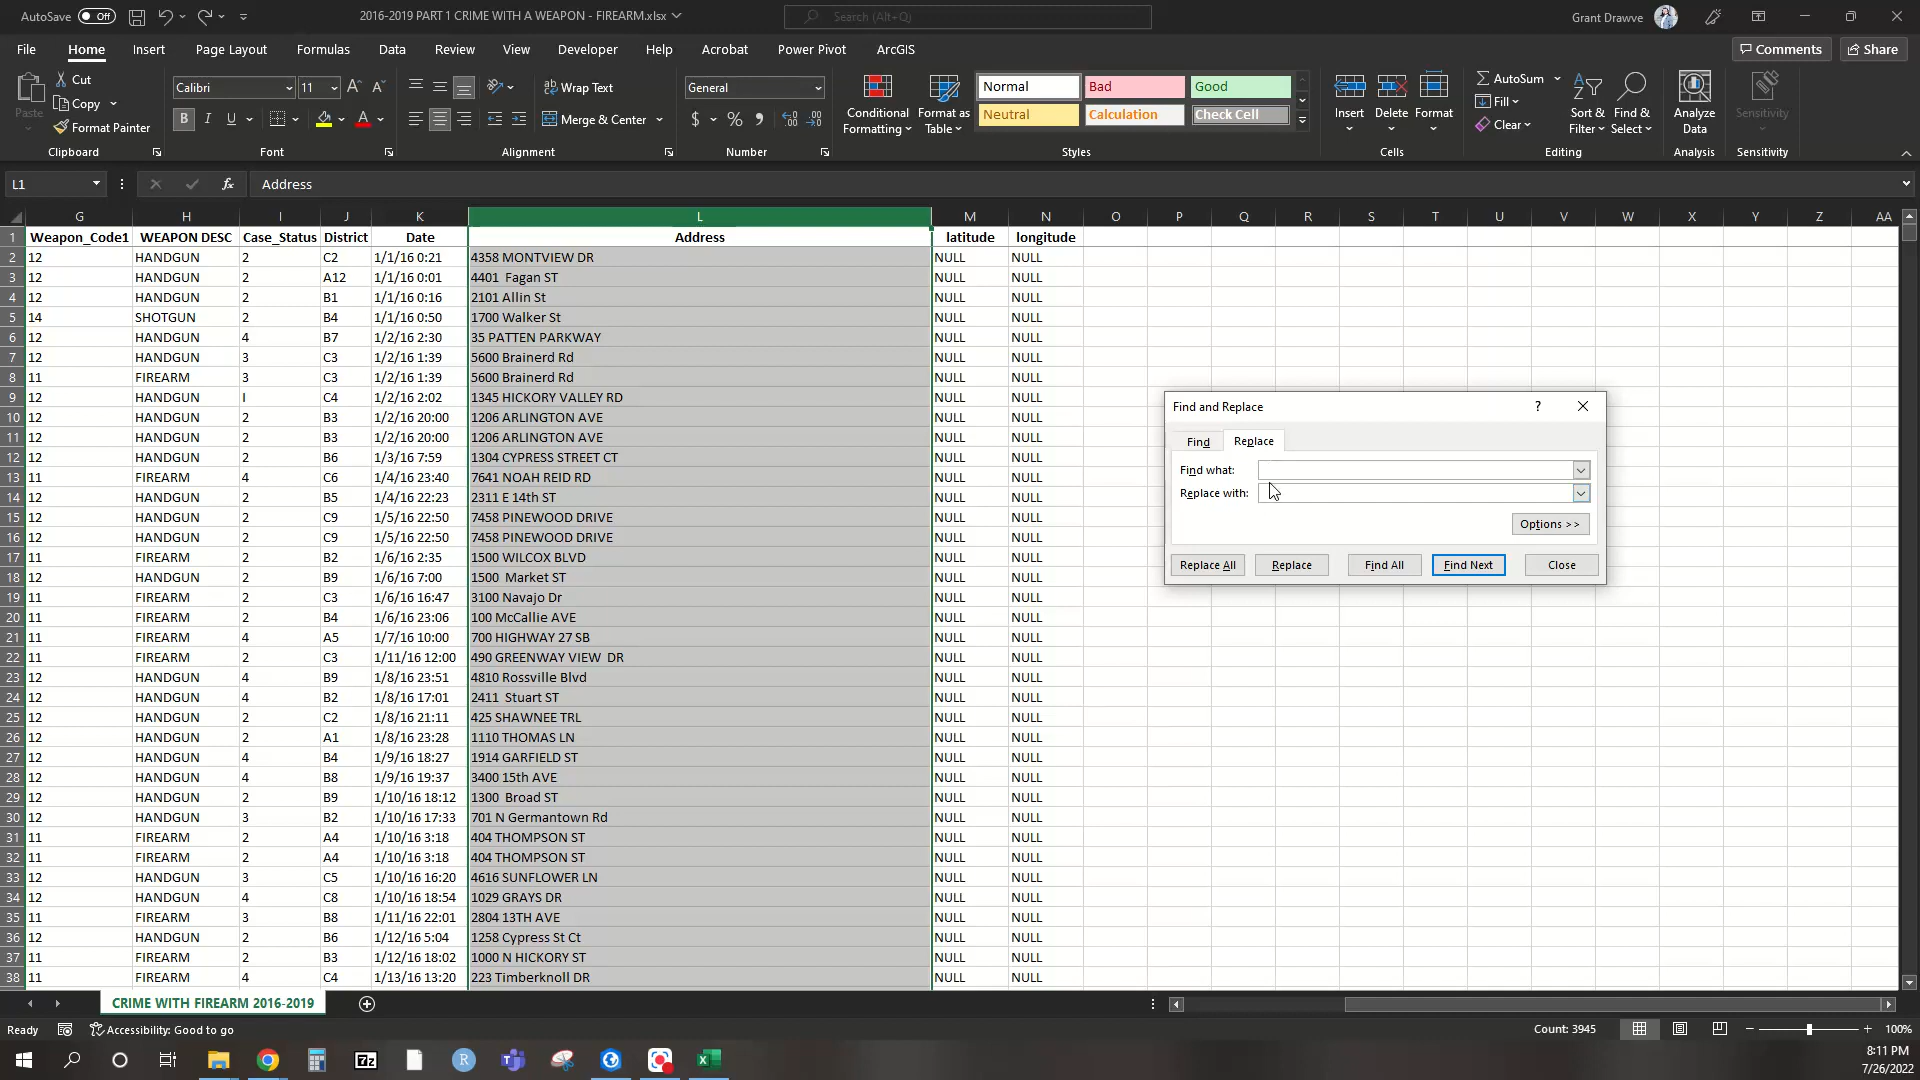 AutoSave Off 2016-2019 PART 1 CRIME WITH A WEAPON - FIREARM.xlsx Search (Alt+Q) Grant Drawve
File Home Insert Draw Page Layout Formulas Data Review View Developer Help Acrobat Power Pivot ArcGIS Comments Share
Paste Cut Copy Format Painter Clipboard
Calibri 11 A A B I U A Font
Wrap Text Merge & Center Alignment
General $ % Number
Conditional Formatting Format as Table Normal Bad Good Neutral Calculation Check Cell Styles
Insert Delete Format Cells
AutoSum Fill Clear Sort & Filter Find & Select Editing
Analyze Data Analysis Sensitivity Sensitivity
L1 fx Address
G H I J K L M N O P Q R S T U V W X Y Z AA
1 Weapon_Code1 WEAPON DESC Case_Status District Date Address latitude longitude
2 12 HANDGUN 2 C2 1/1/16 0:21 4358 MONTVIEW DR NULL NULL
3 12 HANDGUN 2 A12 1/1/16 0:01 4401 Fagan ST NULL NULL
4 12 HANDGUN 2 B1 1/1/16 0:16 2101 Allin St NULL NULL
5 14 SHOTGUN 2 B4 1/1/16 0:50 1700 Walker St NULL NULL
6 12 HANDGUN 4 B7 1/2/16 2:30 35 PATTEN PARKWAY NULL NULL
7 12 HANDGUN 3 C3 1/2/16 1:39 5600 Brainerd Rd NULL NULL
8 11 FIREARM 3 C3 1/2/16 1:39 5600 Brainerd Rd NULL NULL
9 12 HANDGUN I C4 1/2/16 2:02 1345 HICKORY VALLEY RD NULL NULL
10 12 HANDGUN 2 B3 1/2/16 20:00 1206 ARLINGTON AVE NULL NULL
11 12 HANDGUN 2 B3 1/2/16 20:00 1206 ARLINGTON AVE NULL NULL
12 12 HANDGUN 2 B6 1/3/16 7:59 1304 CYPRESS STREET CT NULL NULL
13 11 FIREARM 4 C6 1/4/16 23:40 7641 NOAH REID RD NULL NULL
14 12 HANDGUN 2 B5 1/4/16 22:23 2311 E 14th ST NULL NULL
15 12 HANDGUN 2 C9 1/5/16 22:50 7458 PINEWOOD DRIVE NULL NULL
16 12 HANDGUN 2 C9 1/5/16 22:50 7458 PINEWOOD DRIVE NULL NULL
17 11 FIREARM 2 B2 1/6/16 2:35 1500 WILCOX BLVD NULL NULL
18 12 HANDGUN 2 B9 1/6/16 7:00 1500 Market ST NULL NULL
19 11 FIREARM 2 C3 1/6/16 16:47 3100 Navajo Dr NULL NULL
20 11 FIREARM 2 B4 1/6/16 23:06 100 McCallie AVE NULL NULL
21 11 FIREARM 4 A5 1/7/16 10:00 700 HIGHWAY 27 SB NULL NULL
22 11 FIREARM 2 C3 1/11/16 12:00 490 GREENWAY VIEW DR NULL NULL
23 12 HANDGUN 4 B9 1/8/16 23:51 4810 Rossville Blvd NULL NULL
24 12 HANDGUN 4 B2 1/8/16 17:01 2411 Stuart ST NULL NULL
25 12 HANDGUN 2 C2 1/8/16 21:11 425 SHAWNEE TRL NULL NULL
26 12 HANDGUN 2 A1 1/8/16 23:28 1110 THOMAS LN NULL NULL
27 12 HANDGUN 4 B4 1/9/16 18:27 1914 GARFIELD ST NULL NULL
28 12 HANDGUN 4 B8 1/9/16 19:37 3400 15th AVE NULL NULL
29 12 HANDGUN 2 B9 1/10/16 18:12 1300 Broad ST NULL NULL
30 12 HANDGUN 3 B2 1/10/16 17:33 701 N Germantown Rd NULL NULL
31 11 FIREARM 2 A4 1/10/16 3:18 404 THOMPSON ST NULL NULL
32 11 FIREARM 2 A4 1/10/16 3:18 404 THOMPSON ST NULL NULL
33 12 HANDGUN 3 C5 1/10/16 16:20 4616 SUNFLOWER LN NULL NULL
34 12 HANDGUN 4 C8 1/10/16 18:54 1029 GRAYS DR NULL NULL
35 11 FIREARM 3 B8 1/11/16 22:01 2804 13TH AVE NULL NULL
36 12 HANDGUN 2 B6 1/12/16 5:04 1258 Cypress St Ct NULL NULL
37 11 FIREARM 2 B3 1/12/16 18:02 1000 N HICKORY ST NULL NULL
38 11 FIREARM 4 C4 1/13/16 13:20 223 Timberknoll DR NULL NULL
Find and Replace ?
Find Replace
Find what:
Replace with:
Options >>
Replace All Replace Find All Find Next Close
CRIME WITH FIREARM 2016-2019
Ready Accessibility: Good to go Count: 3945 100%
7z R 8:11 PM
7/26/2022